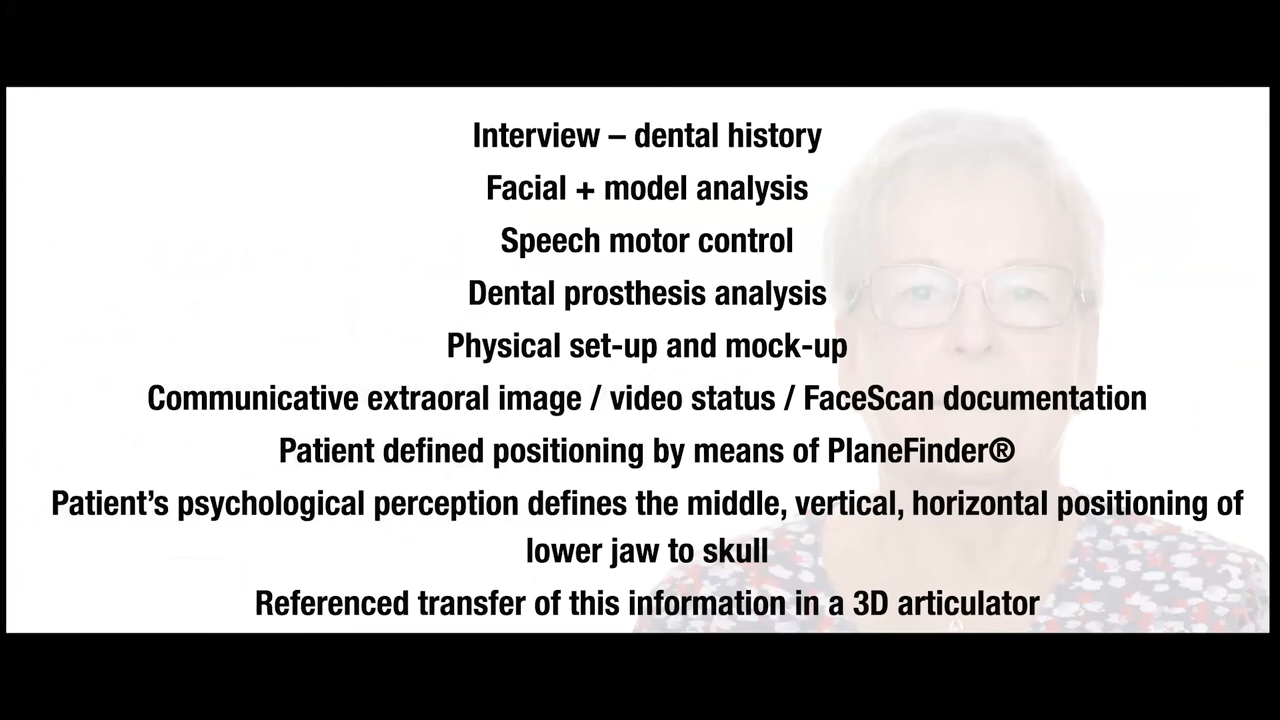 Interview – dental history
Facial + model analysis
Speech motor control
Dental prosthesis analysis
Physical set-up and mock-up
Communicative extraoral image / video status / FaceScan documentation
Patient defined positioning by means of PlaneFinder®
Patient’s psychological perception defines the middle, vertical, horizontal positioning of
lower jaw to skull
Referenced transfer of this information in a 3D articulator